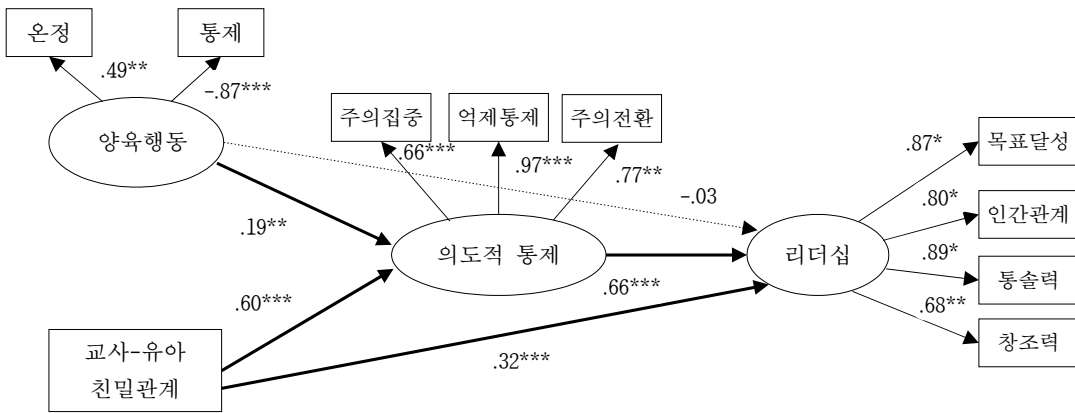 온정
통제
.49**
-.87***
양육행동
주의집중
억제통제
주의전환
.66***
.97***
.77**
-.03
.19**
의도적 통제
.60***
.66***
.32***
교사-유아
친밀관계
리더십
.87*
목표달성
.80*
인간관계
.89*
통솔력
.68**
창조력